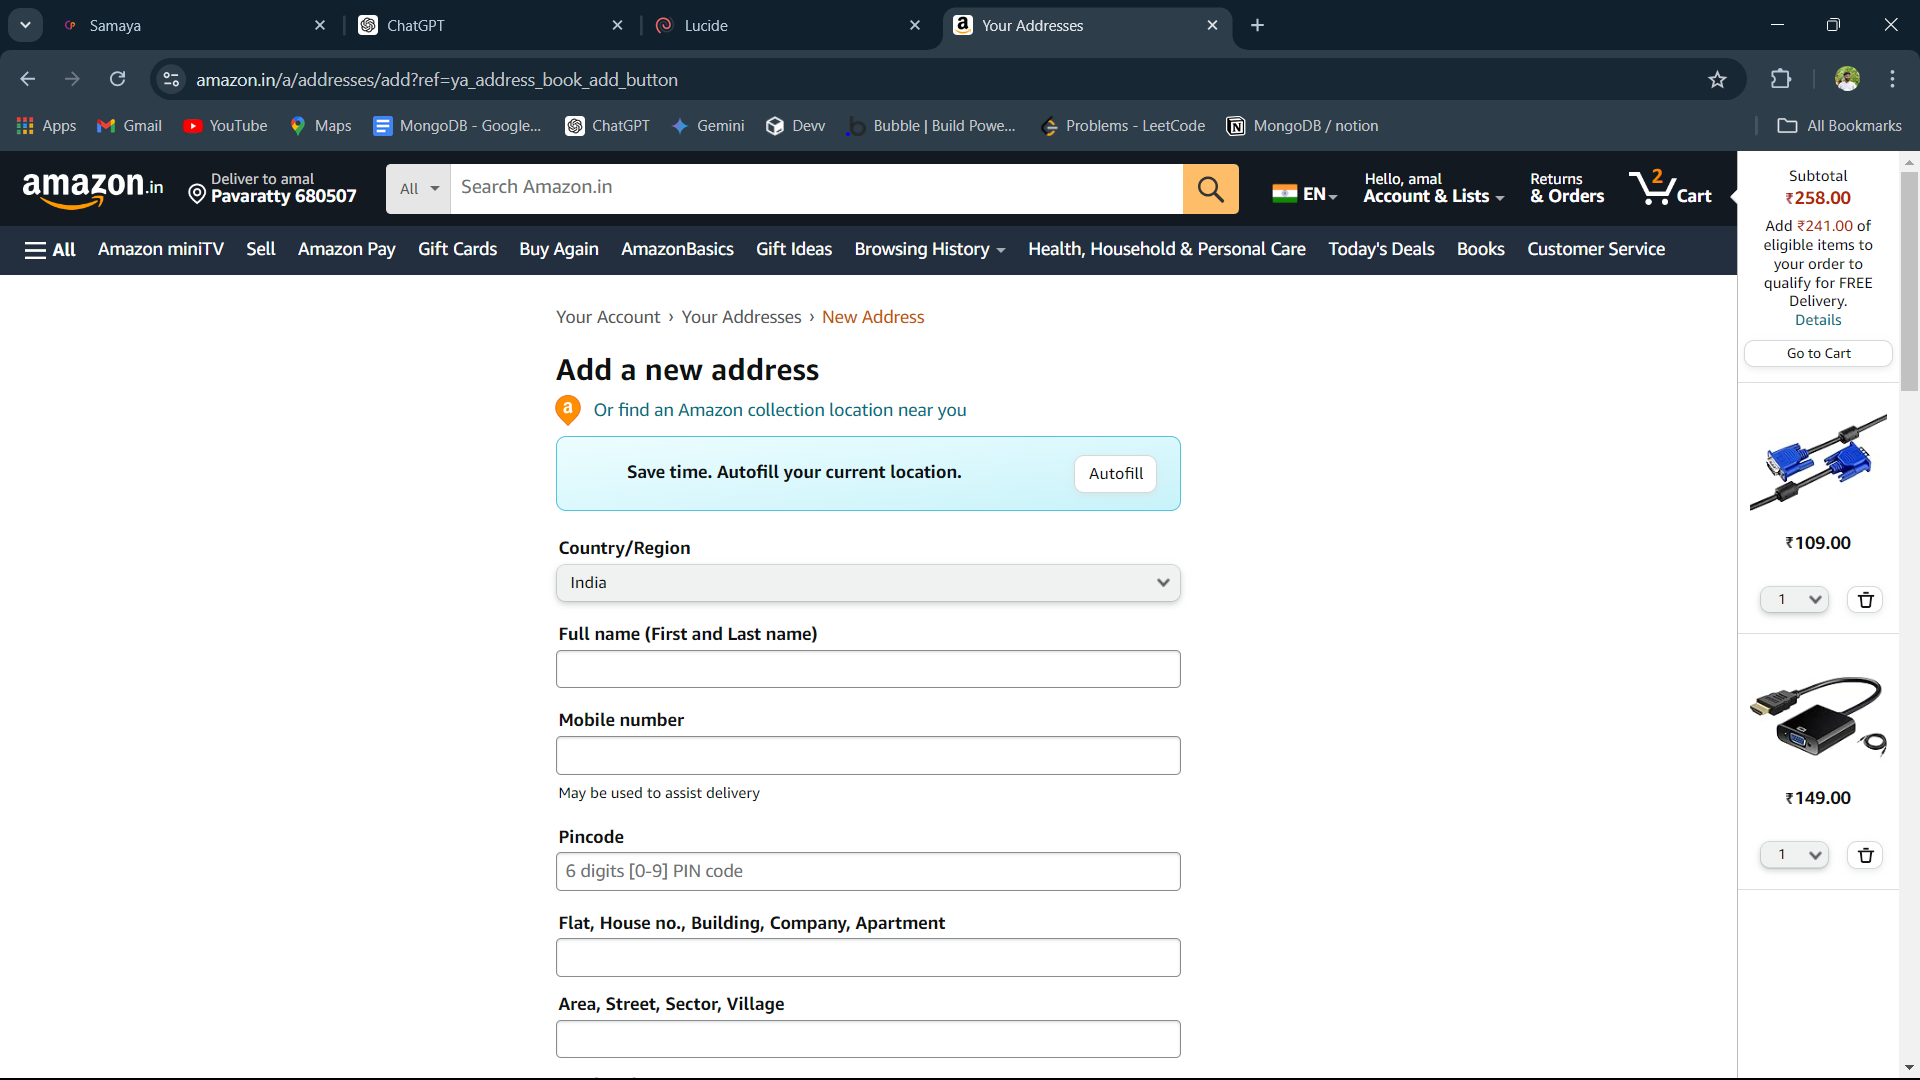 Samaya
ChatGPT
Lucide
Your Addresses
amazon.in/a/addresses/add?ref=ya_address_book_add_button
Apps
Gmail
YouTube
Maps
MongoDB - Google...
ChatGPT
Gemini
Devv
Bubble | Build Powe...
Problems - LeetCode
MongoDB / notion
All Bookmarks
amazon.in
Deliver to amal
Pavaratty 680507
All
Search Amazon.in
EN
Hello, amal
Account & Lists
Returns
& Orders
2
Cart
All
Amazon miniTV
Sell
Amazon Pay
Gift Cards
Buy Again
AmazonBasics
Gift Ideas
Browsing History
Health, Household & Personal Care
Today's Deals
Books
Customer Service
Your Account › Your Addresses › New Address
Add a new address
Or find an Amazon collection location near you
Save time. Autofill your current location.
Autofill
Country/Region
India
Full name (First and Last name)
Mobile number
May be used to assist delivery
Pincode
6 digits [0-9] PIN code
Flat, House no., Building, Company, Apartment
Area, Street, Sector, Village
Subtotal
₹258.00
Add ₹241.00 of
eligible items to
your order to
qualify for FREE
Delivery.
Details
Go to Cart
₹109.00
1
₹149.00
1